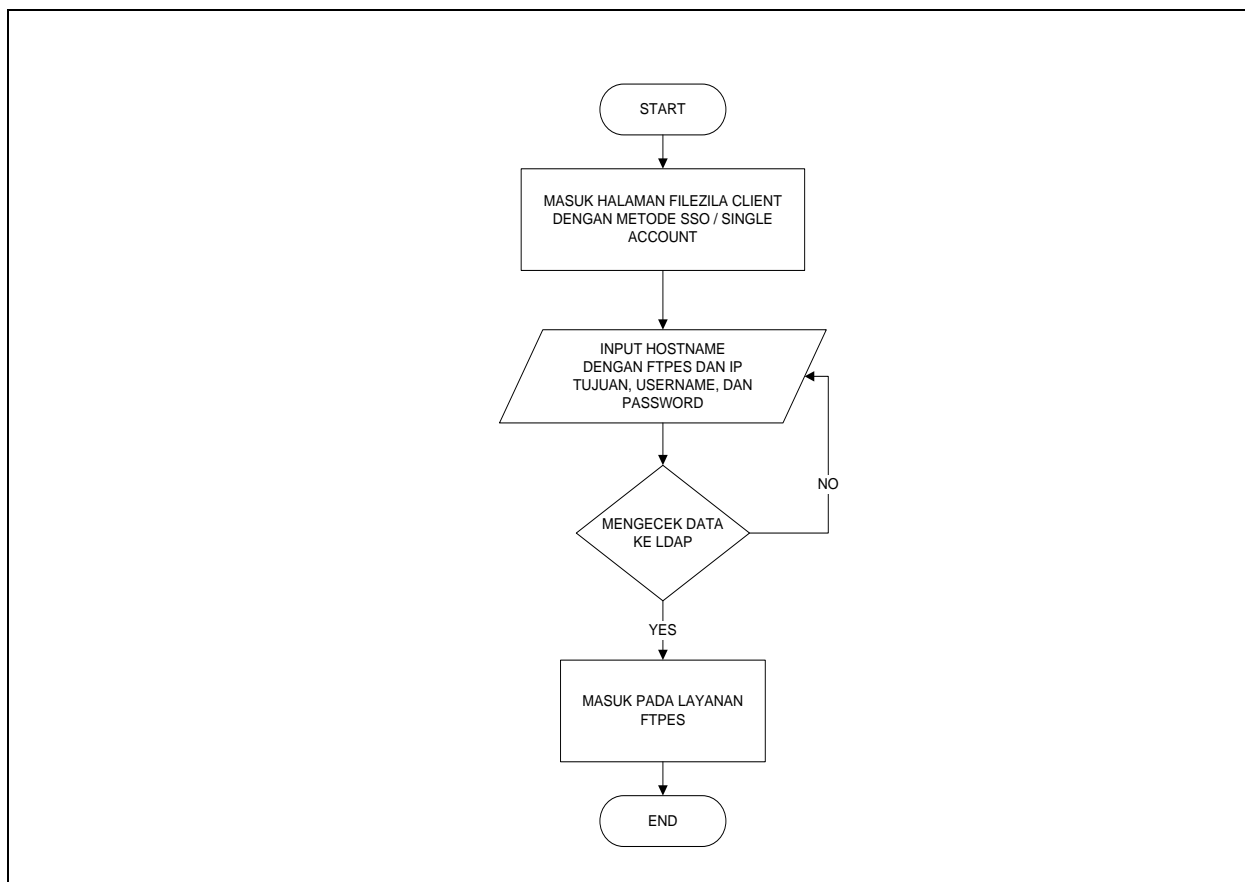 START
MASUK HALAMAN FILEZILA CLIENT
DENGAN METODE SSO / SINGLE
ACCOUNT
INPUT HOSTNAME
DENGAN FTPES DAN IP
TUJUAN, USERNAME, DAN
PASSWORD
NO
MENGECEK DATA
KE LDAP
YES
MASUK PADA LAYANAN
FTPES
END